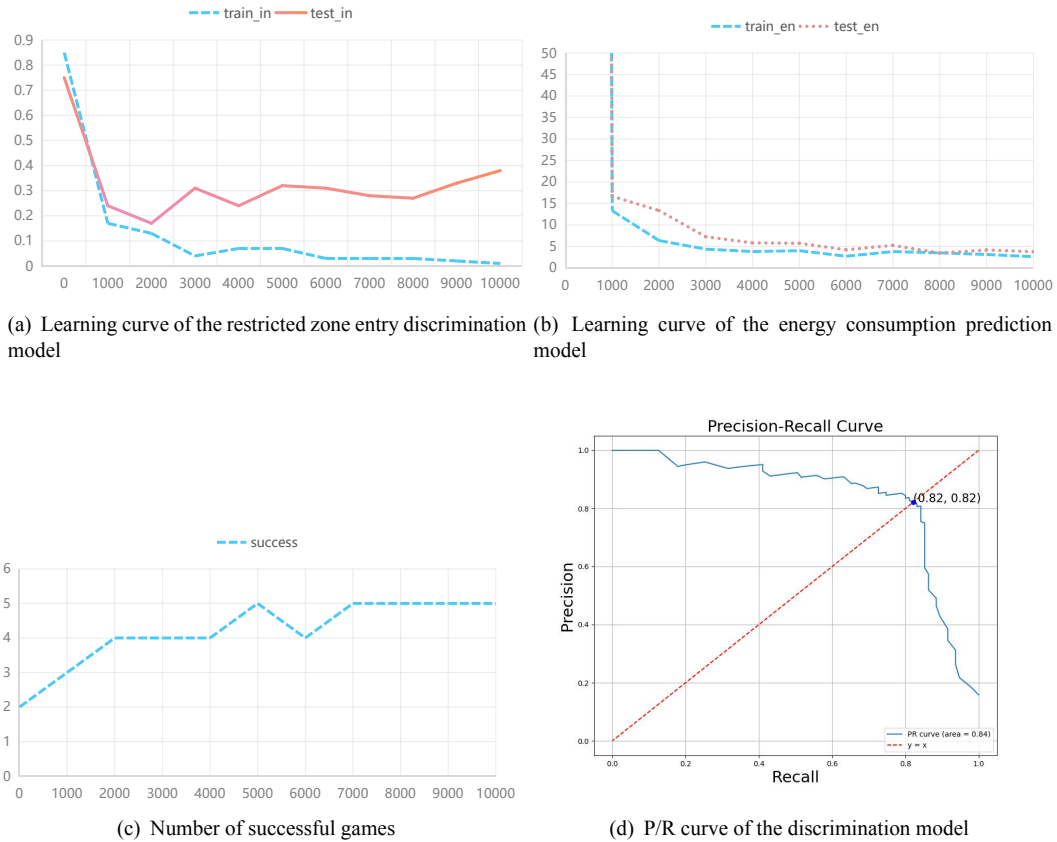 train_in test_in
0.9
0.8
0.7
0.6
0.5
0.4
0.3
0.2
0.1
0
0 1000 2000 3000 4000 5000 6000 7000 8000 9000 10000
(a) Learning curve of the restricted zone entry discrimination
model
train_en test_en
50
45
40
35
30
25
20
15
10
5
0
0 1000 2000 3000 4000 5000 6000 7000 8000 9000 10000
(b) Learning curve of the energy consumption prediction
model
success
6
5
4
3
2
1
0
0 1000 2000 3000 4000 5000 6000 7000 8000 9000 10000
(c) Number of successful games
Precision-Recall Curve
(0.82, 0.82)
Precision
1.0
0.8
0.6
0.4
0.2
0.0
0.0 0.2 0.4 0.6 0.8 1.0
Recall
PR curve (area = 0.84)
y = x
(d) P/R curve of the discrimination model